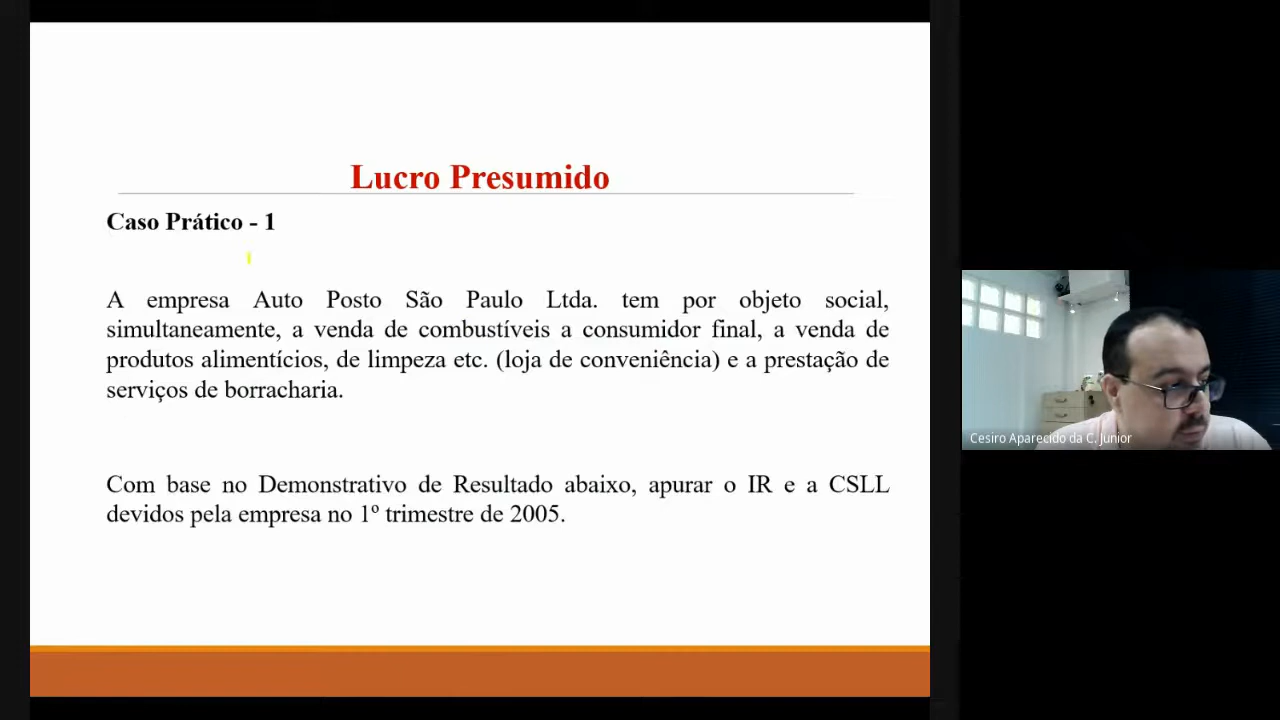 Lucro Presumido
Caso Prático - 1
A empresa Auto Posto São Paulo Ltda. tem por objeto social,
simultaneamente, a venda de combustíveis a consumidor final, a venda de
produtos alimentícios, de limpeza etc. (loja de conveniência) e a prestação de
serviços de borracharia.
Com base no Demonstrativo de Resultado abaixo, apurar o IR e a CSLL
devidos pela empresa no 1º trimestre de 2005.
Cesiro Aparecido da C. Junior